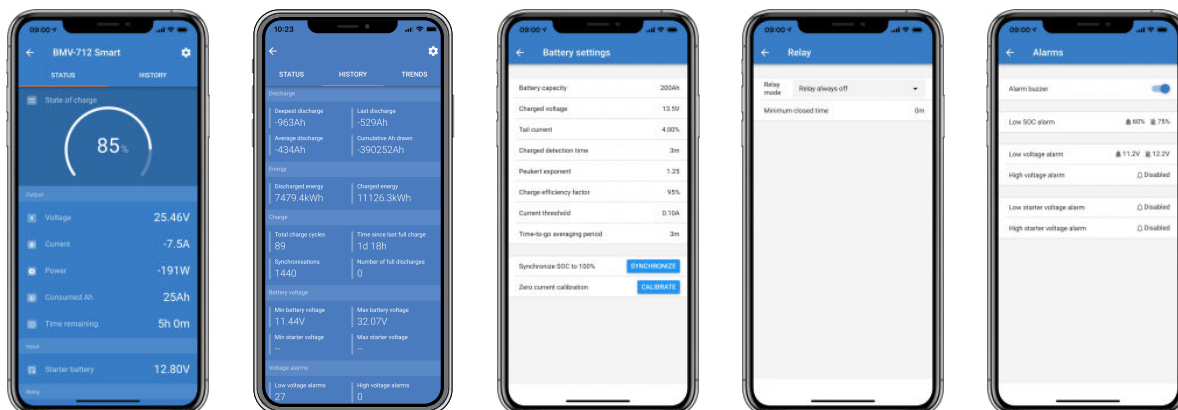 09:00
BMV-712 Smart
STATUS HISTORY
State of charge
85%
Output
Voltage 25.46V
Current -7.5A
Power -191W
Consumed Ah 25Ah
Time remaining 5h 0m
Input
Starter battery 12.80V
Relay
10:23
STATUS HISTORY TRENDS
Discharge
Deepest discharge Last discharge
-963Ah -529Ah
Average discharge Cumulative Ah drawn
-434Ah -390252Ah
Energy
Discharged energy Charged energy
7479.4kWh 11126.3kWh
Charge
Total charge cycles Time since last full charge
89 1d 18h
Synchronisations Number of full discharges
1440 0
Battery voltage
Min battery voltage Max battery voltage
11.44V 32.07V
Min starter voltage Max starter voltage
-- --
Voltage alarms
Low voltage alarms High voltage alarms
27 0
09:00
Battery settings
Battery capacity 200Ah
Charged voltage 13.5V
Tail current 4.00%
Charged detection time 3m
Peukert exponent 1.25
Charge efficiency factor 95%
Current threshold 0.10A
Time-to-go averaging period 3m
Synchronize SOC to 100% SYNCHRONIZE
Zero current calibration CALIBRATE
09:00
Relay
Relay mode Relay always off
Minimum closed time 0m
09:00
Alarms
Alarm buzzer
Low SOC alarm 60% 75%
Low voltage alarm 11.2V 12.2V
High voltage alarm Disabled
Low starter voltage alarm Disabled
High starter voltage alarm Disabled